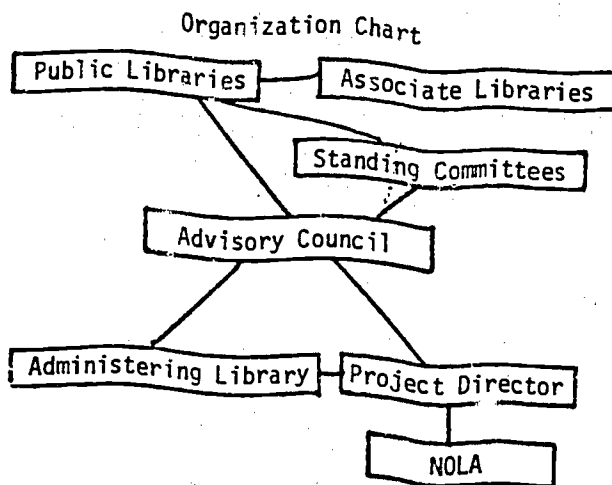 Organization Chart
Public Libraries
Associate Libraries
Standing Committees
Advisory Council
Administering Library
Project Director
NOLA